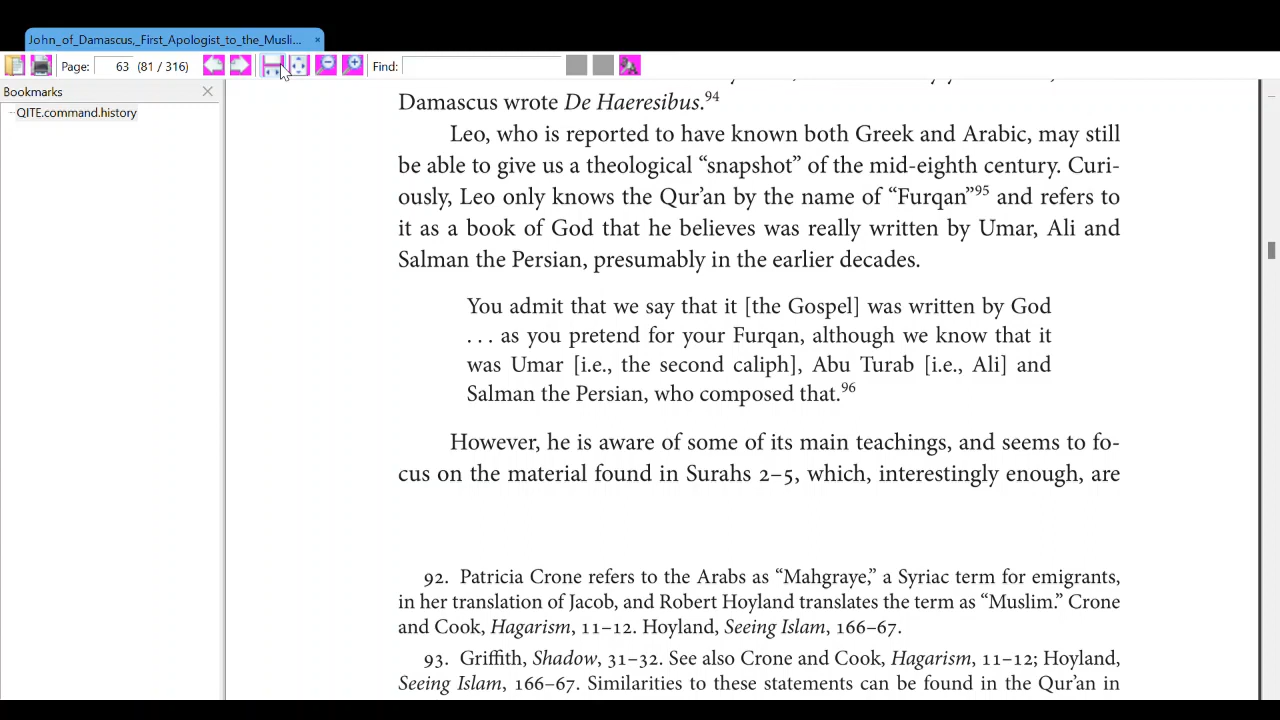 John_of_Damascus,_First_Apologist_to_the_Musli...
Page: 63 (81 / 316) Find:
Bookmarks
QITE.command.history
Damascus wrote De Haeresibus.94
Leo, who is reported to have known both Greek and Arabic, may still
be able to give us a theological “snapshot” of the mid-eighth century. Curi-
ously, Leo only knows the Qur’an by the name of “Furqan”95 and refers to
it as a book of God that he believes was really written by Umar, Ali and
Salman the Persian, presumably in the earlier decades.
You admit that we say that it [the Gospel] was written by God
. . . as you pretend for your Furqan, although we know that it
was Umar [i.e., the second caliph], Abu Turab [i.e., Ali] and
Salman the Persian, who composed that.96
However, he is aware of some of its main teachings, and seems to fo-
cus on the material found in Surahs 2–5, which, interestingly enough, are
92. Patricia Crone refers to the Arabs as “Mahgraye,” a Syriac term for emigrants,
in her translation of Jacob, and Robert Hoyland translates the term as “Muslim.” Crone
and Cook, Hagarism, 11–12. Hoyland, Seeing Islam, 166–67.
93. Griffith, Shadow, 31–32. See also Crone and Cook, Hagarism, 11–12; Hoyland,
Seeing Islam, 166–67. Similarities to these statements can be found in the Qur’an in